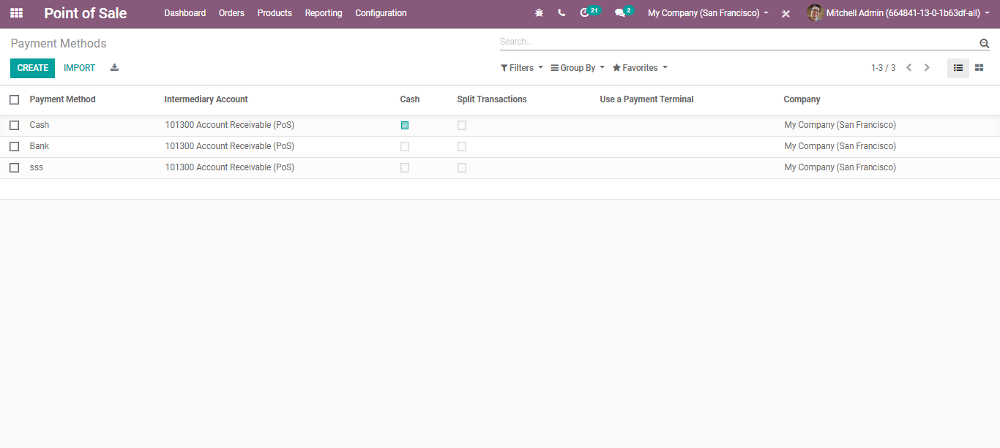 Point of Sale Dashboard Orders Products Reporting Configuration 21 2 My Company (San Francisco) Mitchell Admin (664841-13-0-1b63df-all)
Payment Methods Search...
CREATE IMPORT Filters Group By Favorites 1-3 / 3
Payment Method Intermediary Account Cash Split Transactions Use a Payment Terminal Company
Cash 101300 Account Receivable (PoS) My Company (San Francisco)
Bank 101300 Account Receivable (PoS) My Company (San Francisco)
sss 101300 Account Receivable (PoS) My Company (San Francisco)